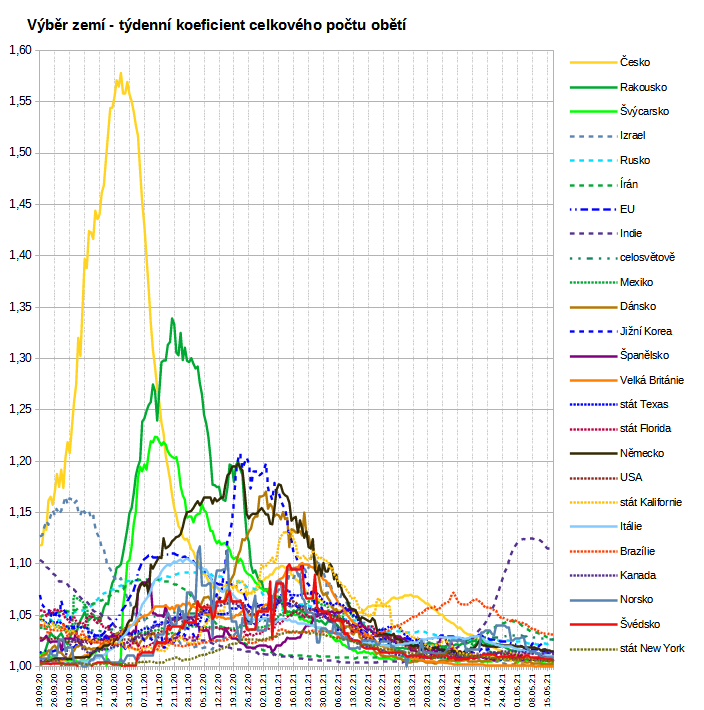 Výběr zemí - týdenní koeficient celkového počtu obětí
1,60
1,55
1,50
1,45
1,40
1,35
1,30
1,25
1,20
1,15
1,10
1,05
1,00
19.09.20
26.09.20
03.10.20
10.10.20
17.10.20
24.10.20
31.10.20
07.11.20
14.11.20
21.11.20
28.11.20
05.12.20
12.12.20
19.12.20
26.12.20
02.01.21
09.01.21
16.01.21
23.01.21
30.01.21
06.02.21
13.02.21
20.02.21
27.02.21
06.03.21
13.03.21
20.03.21
27.03.21
03.04.21
10.04.21
17.04.21
24.04.21
01.05.21
08.05.21
15.05.21
Česko
Rakousko
Švýcarsko
Izrael
Rusko
Írán
EU
Indie
celosvětově
Mexiko
Dánsko
Jižní Korea
Španělsko
Velká Británie
stát Texas
stát Florida
Německo
USA
stát Kalifornie
Itálie
Brazílie
Kanada
Norsko
Švédsko
stát New York